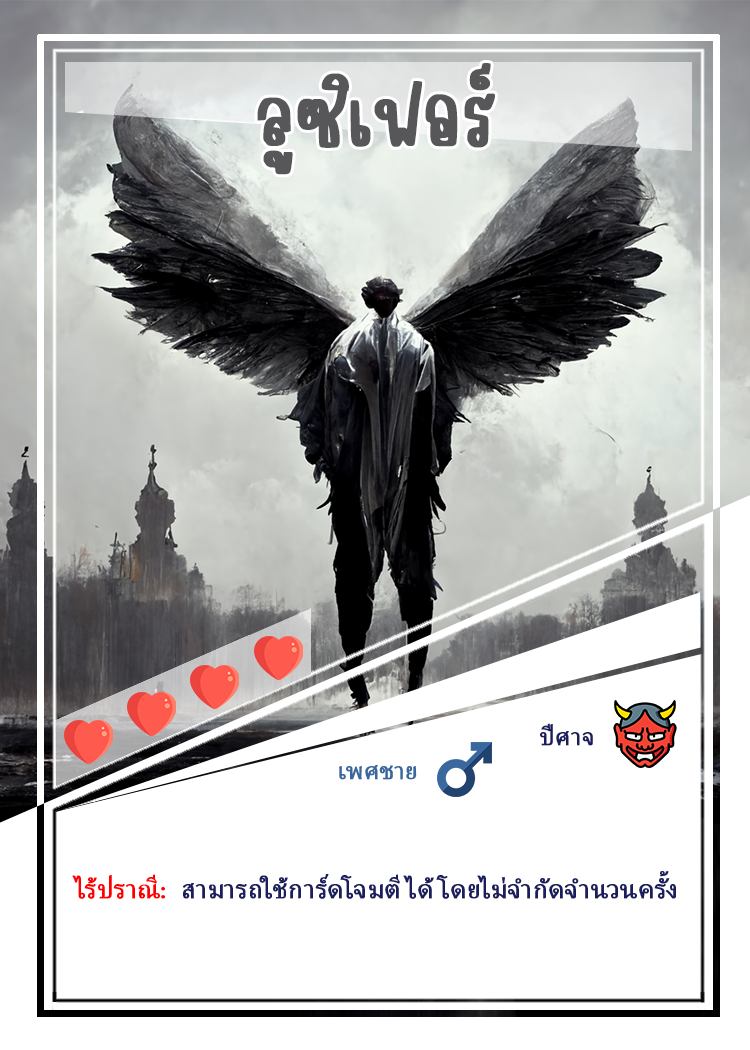 ลูซิเฟอร์
ปีศาจ
เพศชาย
ไร้ปราณี: สามารถใช้การ์ดโจมตีได้โดยไม่จำกัดจำนวนครั้ง